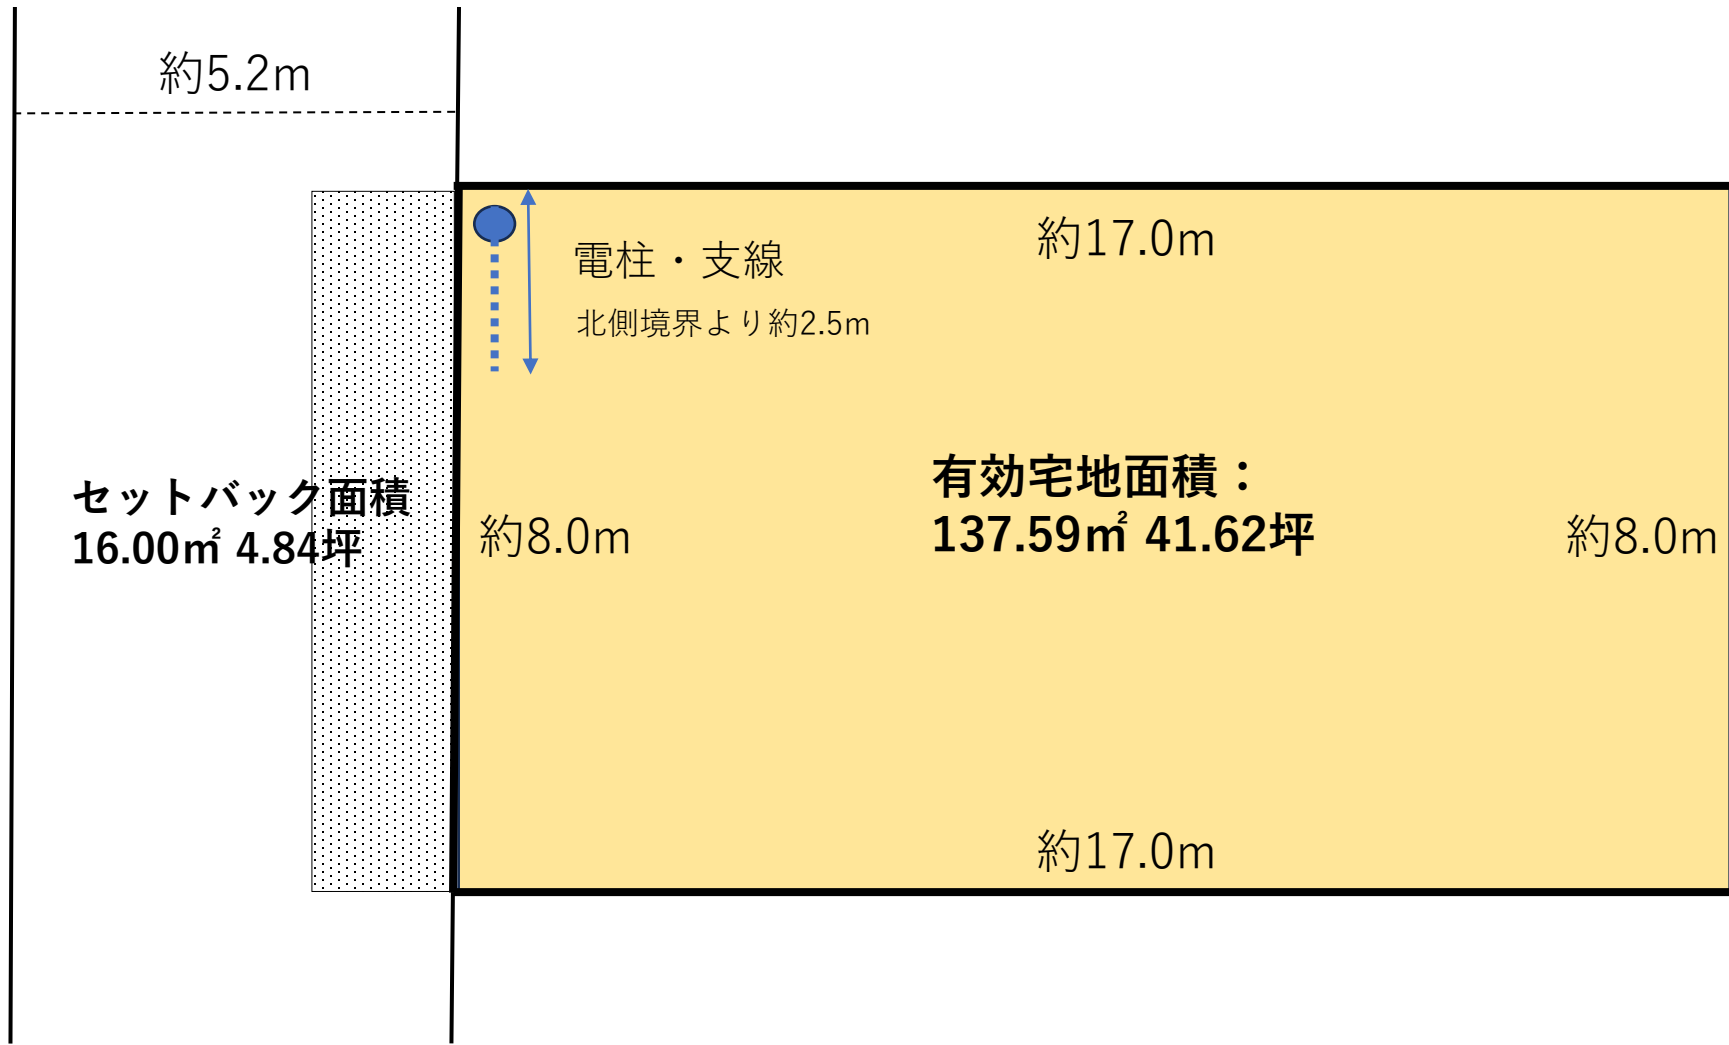 約5.2m
約17.0m
電柱・支線
北側境界より約2.5m
セットバック面積
16.00㎡ 4.84坪
約8.0m
有効宅地面積：
137.59㎡ 41.62坪
約8.0m
約17.0m